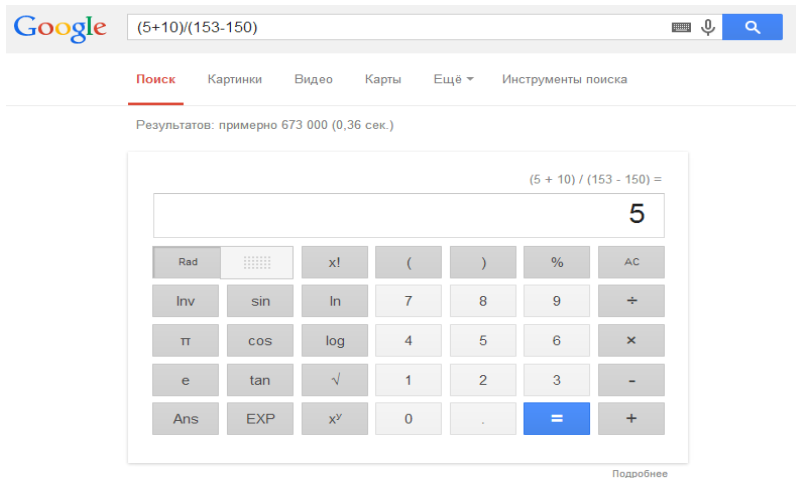 Google (5+10)/(153-150)
Поиск Картинки Видео Карты Ещё Инструменты поиска
Результатов: примерно 673 000 (0,36 сек.)
(5 + 10) / (153 - 150) =
5
Rad x! ( ) % AC
Inv sin ln 7 8 9 ÷
π cos log 4 5 6 ×
e tan √ 1 2 3 -
Ans EXP xʸ 0 . = +
Подробнее